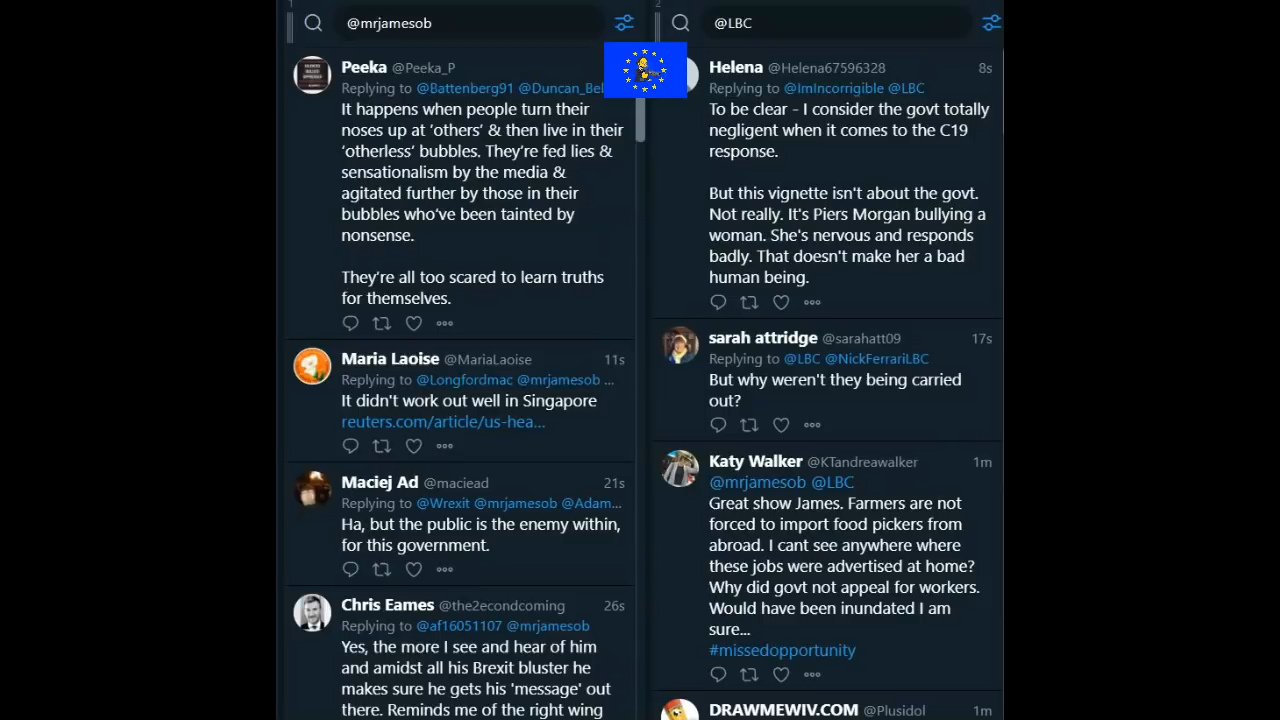 1
@mrjamesob
Peeka @Peeka_P
Replying to @Battenberg91 @Duncan_Bel
It happens when people turn their
noses up at ‘others’ & then live in their
‘otherless’ bubbles. They’re fed lies &
sensationalism by the media &
agitated further by those in their
bubbles who’ve been tainted by
nonsense.
They’re all too scared to learn truths
for themselves.
Maria Laoise @MariaLaoise 11s
Replying to @Longfordmac @mrjamesob ...
It didn't work out well in Singapore
reuters.com/article/us-hea…
Maciej Ad @maciead 21s
Replying to @Wrexit @mrjamesob @Adam...
Ha, but the public is the enemy within,
for this government.
Chris Eames @the2econdcoming 26s
Replying to @af16051107 @mrjamesob
Yes, the more I see and hear of him
and amidst all his Brexit bluster he
makes sure he gets his 'message' out
there. Reminds me of the right wing
2
@LBC
Helena @Helena67596328 8s
Replying to @ImIncorrigible @LBC
To be clear - I consider the govt totally
negligent when it comes to the C19
response.
But this vignette isn't about the govt.
Not really. It's Piers Morgan bullying a
woman. She's nervous and responds
badly. That doesn't make her a bad
human being.
sarah attridge @sarahatt09 17s
Replying to @LBC @NickFerrariLBC
But why weren't they being carried
out?
Katy Walker @KTandreawalker 1m
@mrjamesob @LBC
Great show James. Farmers are not
forced to import food pickers from
abroad. I cant see anywhere where
these jobs were advertised at home?
Why did govt not appeal for workers.
Would have been inundated I am
sure...
#missedopportunity
DRAWMEWIV.COM @Plusidol 1m